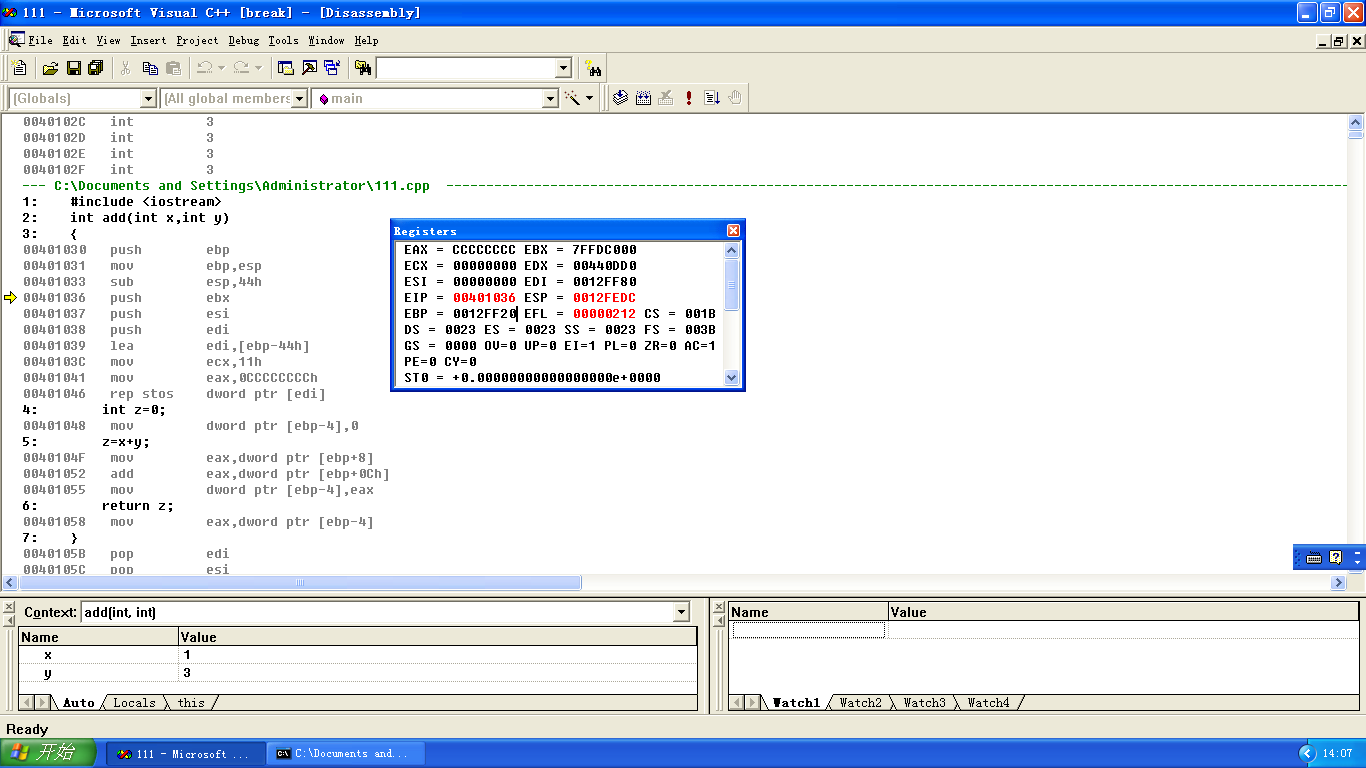 111 - Microsoft Visual C++ [break] - [Disassembly]
File Edit View Insert Project Debug Tools Window Help
(Globals) (All global members main
0040102C int 3
0040102D int 3
0040102E int 3
0040102F int 3
--- C:\Documents and Settings\Administrator\111.cpp
1: #include <iostream>
2: int add(int x,int y)
3: {
00401030 push ebp
00401031 mov ebp,esp
00401033 sub esp,44h
00401036 push ebx
00401037 push esi
00401038 push edi
00401039 lea edi,[ebp-44h]
0040103C mov ecx,11h
00401041 mov eax,0CCCCCCCCh
00401046 rep stos dword ptr [edi]
4: int z=0;
00401048 mov dword ptr [ebp-4],0
5: z=x+y;
0040104F mov eax,dword ptr [ebp+8]
00401052 add eax,dword ptr [ebp+0Ch]
00401055 mov dword ptr [ebp-4],eax
6: return z;
00401058 mov eax,dword ptr [ebp-4]
7: }
0040105B pop edi
0040105C pop esi
Registers
EAX = CCCCCCCC EBX = 7FFDC000
ECX = 00000000 EDX = 00440DD0
ESI = 00000000 EDI = 0012FF80
EIP = 00401036 ESP = 0012FEDC
EBP = 0012FF20 EFL = 00000212 CS = 001B
DS = 0023 ES = 0023 SS = 0023 FS = 003B
GS = 0000 OV=0 UP=0 EI=1 PL=0 ZR=0 AC=1
PE=0 CY=0
ST0 = +0.00000000000000000e+0000
Context: add(int, int)
Name Value
x 1
y 3
Auto Locals this
Name Value
Watch1 Watch2 Watch3 Watch4
Ready
开始 111 - Microsoft ... C:\Documents and... 14:07